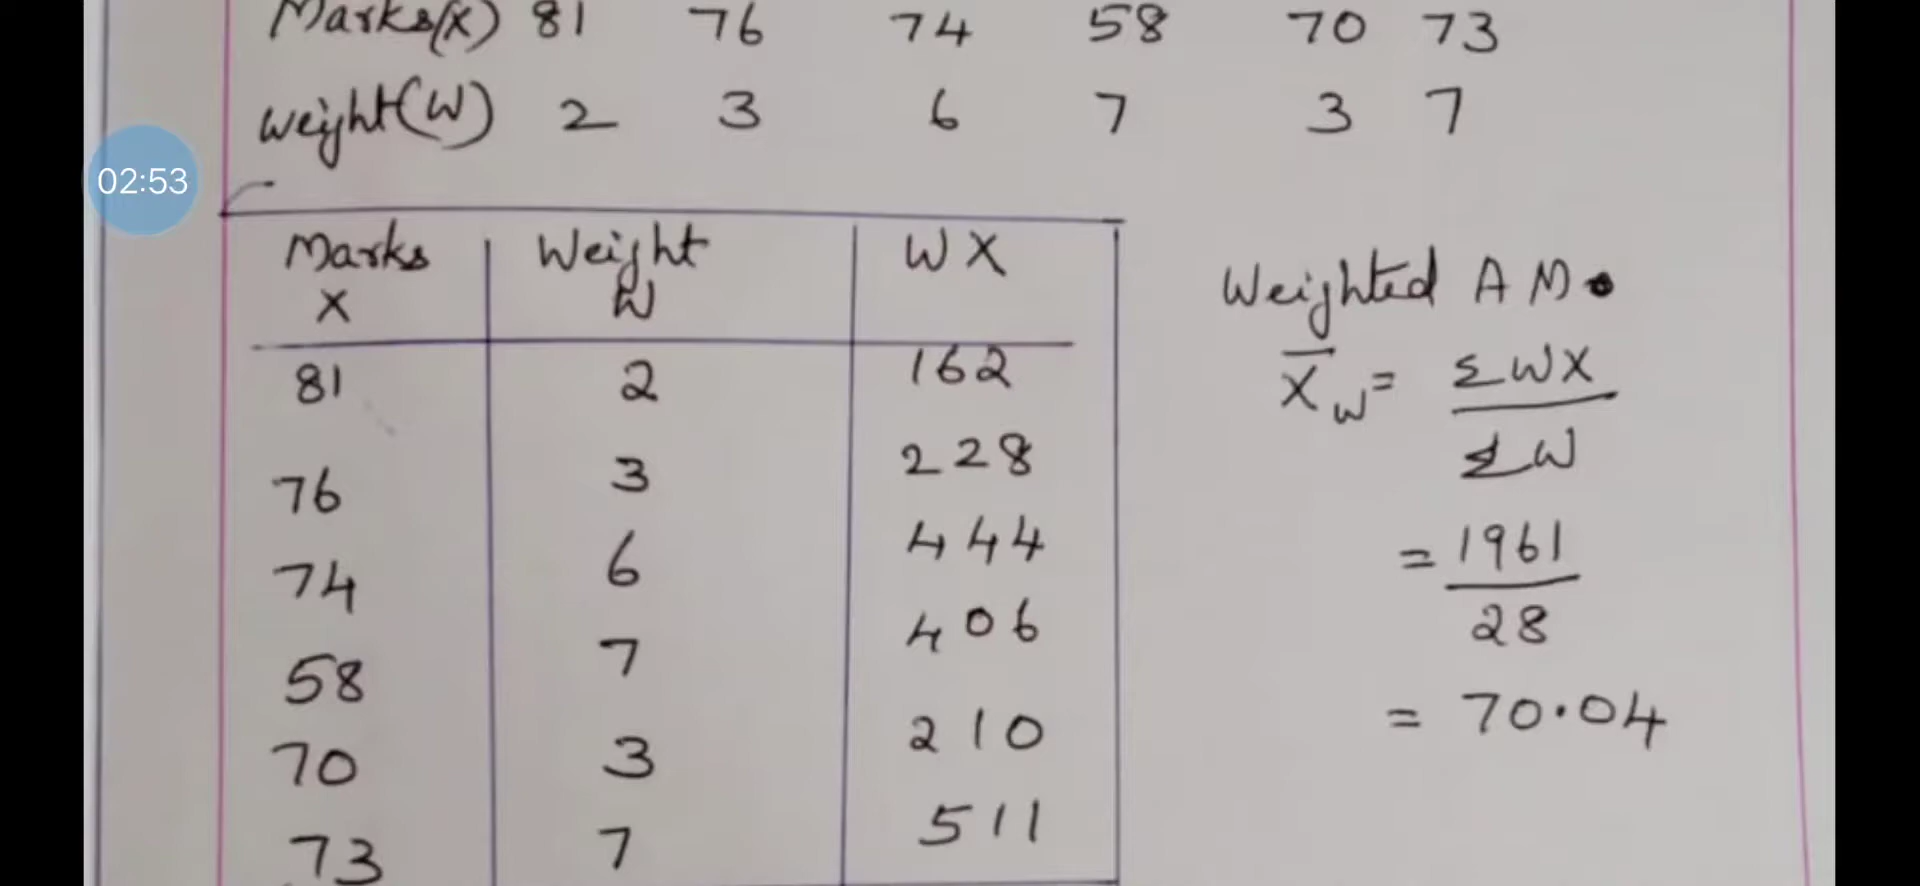 Marks(X) 81 76 74 58 70 73
Weight(W) 2 3 6 7 3 7
02:53
Marks Weight WX
X W
81 2 162
76 3 228
74 6 444
58 7 406
70 3 210
73 7 511
Weighted AM.
X̄w = ΣWX
ΣW
= 1961
28
= 70.04